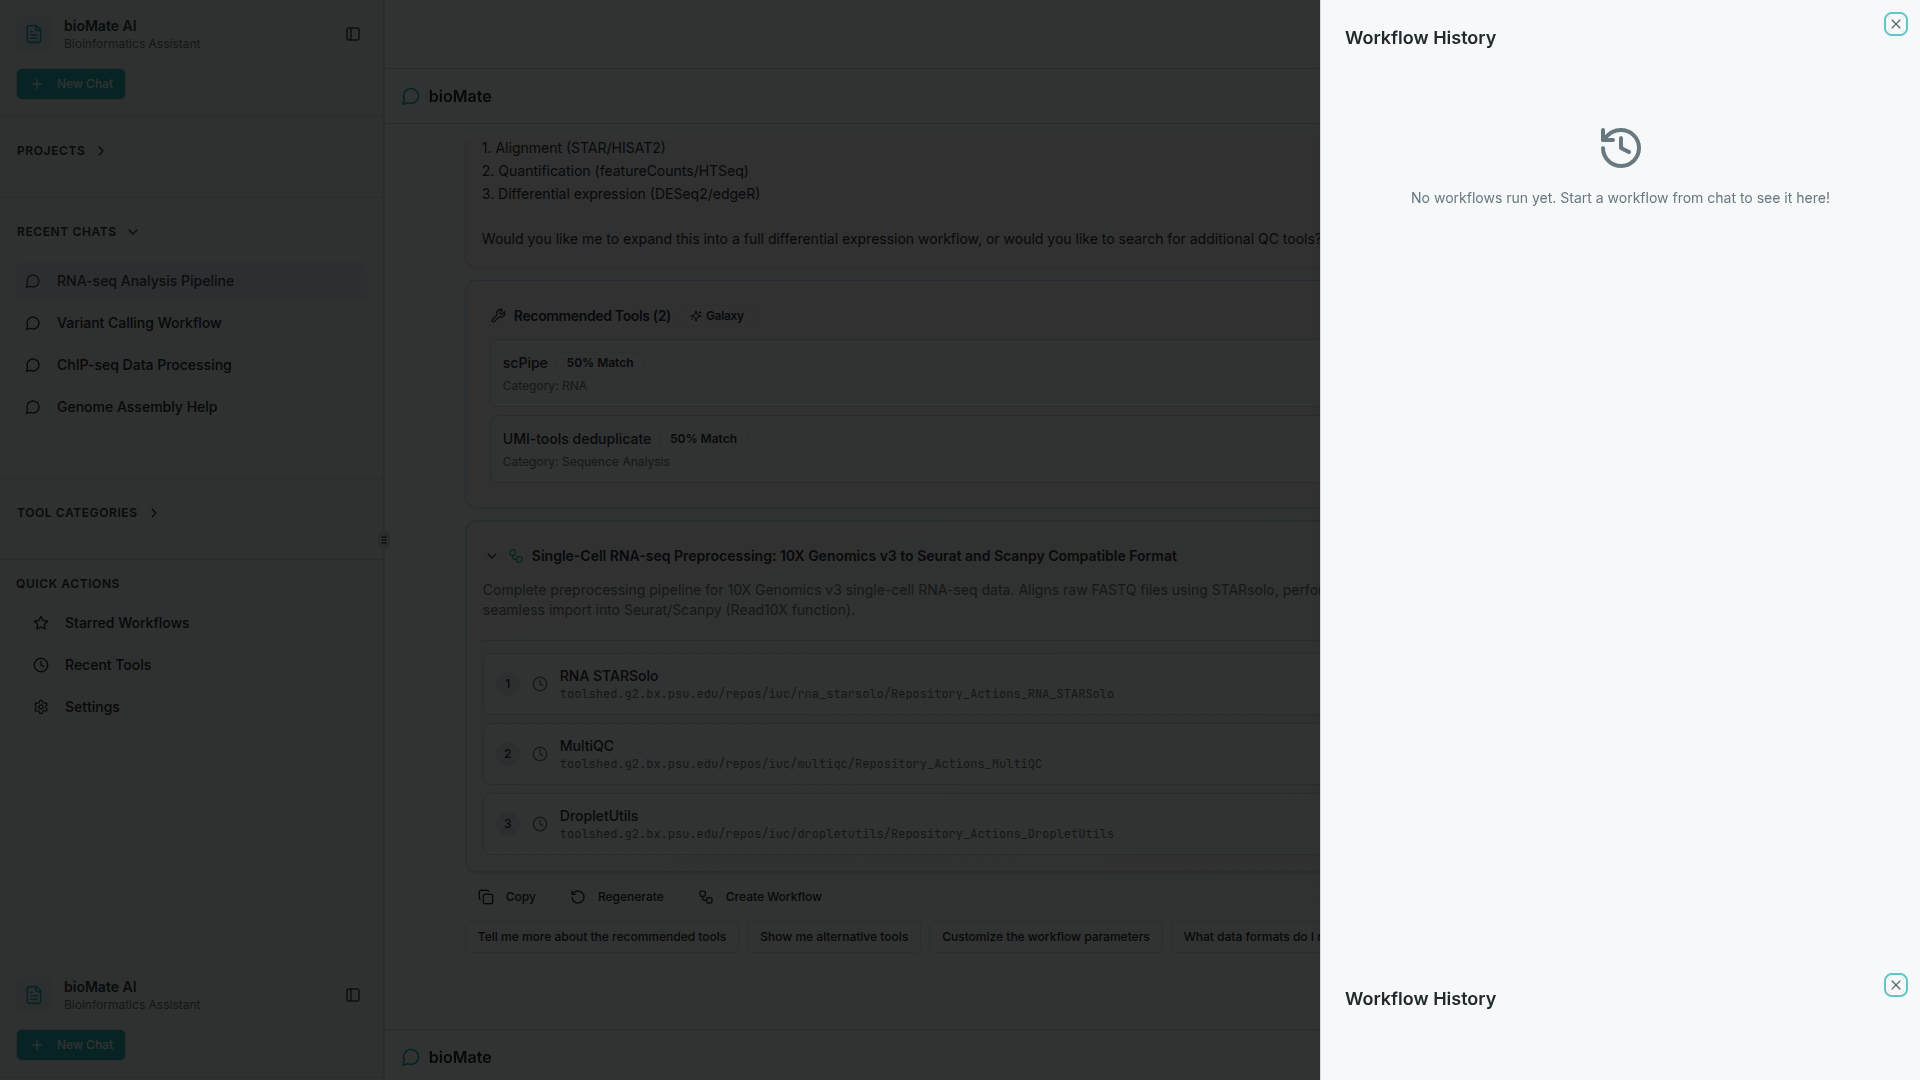 bioMate AI
Bioinformatics Assistant
New Chat
PROJECTS
RECENT CHATS
RNA-seq Analysis Pipeline
Variant Calling Workflow
ChIP-seq Data Processing
Genome Assembly Help
TOOL CATEGORIES
QUICK ACTIONS
Starred Workflows
Recent Tools
Settings
bioMate AI
Bioinformatics Assistant
New Chat
bioMate
1. Alignment (STAR/HISAT2)
2. Quantification (featureCounts/HTSeq)
3. Differential expression (DESeq2/edgeR)
Would you like me to expand this into a full differential expression workflow, or would you like to search for additional QC tools?
Recommended Tools (2) Galaxy
scPipe 50% Match
Category: RNA
UMI-tools deduplicate 50% Match
Category: Sequence Analysis
Single-Cell RNA-seq Preprocessing: 10X Genomics v3 to Seurat and Scanpy Compatible Format
Complete preprocessing pipeline for 10X Genomics v3 single-cell RNA-seq data. Aligns raw FASTQ files using STARsolo,
seamless import into Seurat/Scanpy (Read10X function).
1 RNA STARSolo
toolshed.g2.bx.psu.edu/repos/iuc/rna_starsolo/Repository_Actions_RNA_STARSolo
2 MultiQC
toolshed.g2.bx.psu.edu/repos/iuc/multiqc/Repository_Actions_MultiQC
3 DropletUtils
toolshed.g2.bx.psu.edu/repos/iuc/dropletutils/Repository_Actions_DropletUtils
Copy Regenerate Create Workflow
Tell me more about the recommended tools Show me alternative tools Customize the workflow parameters What data formats do I
bioMate
Workflow History
No workflows run yet. Start a workflow from chat to see it here!
Workflow History